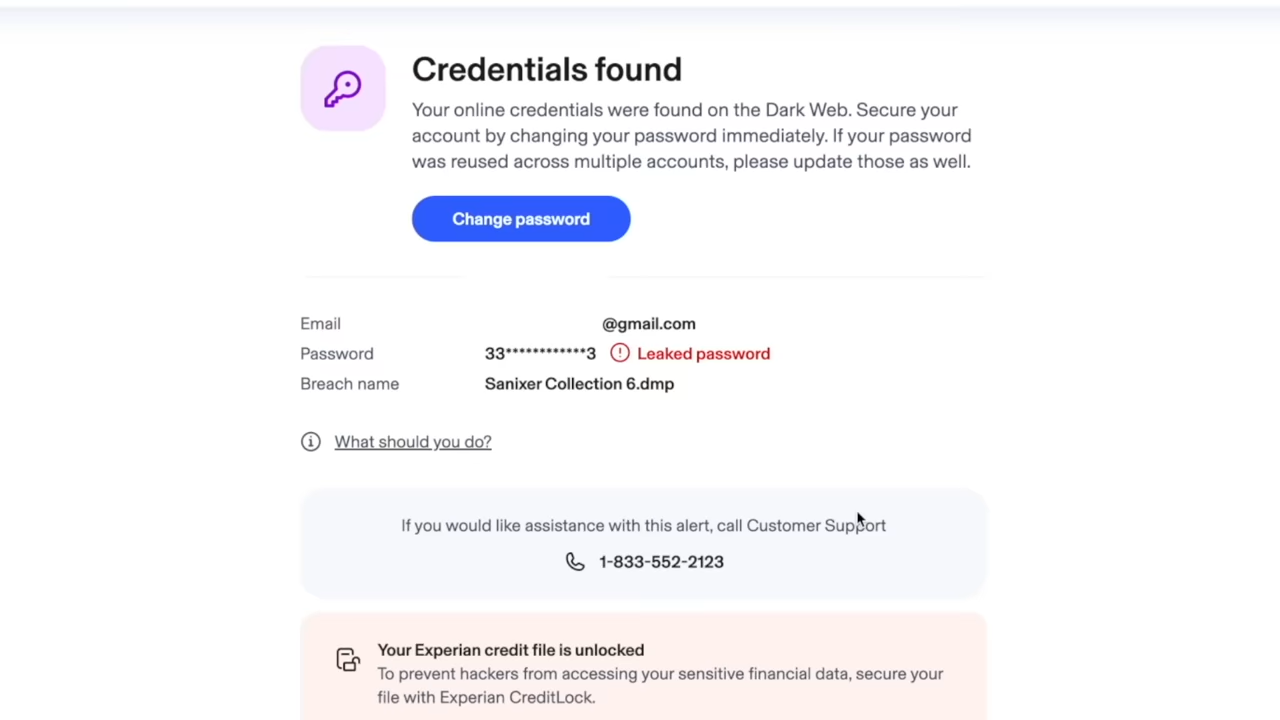 Credentials found
Your online credentials were found on the Dark Web. Secure your
account by changing your password immediately. If your password
was reused across multiple accounts, please update those as well.
Change password
Email @gmail.com
Password 33************3 Leaked password
Breach name Sanixer Collection 6.dmp
What should you do?
If you would like assistance with this alert, call Customer Support
1-833-552-2123
Your Experian credit file is unlocked
To prevent hackers from accessing your sensitive financial data, secure your
file with Experian CreditLock.